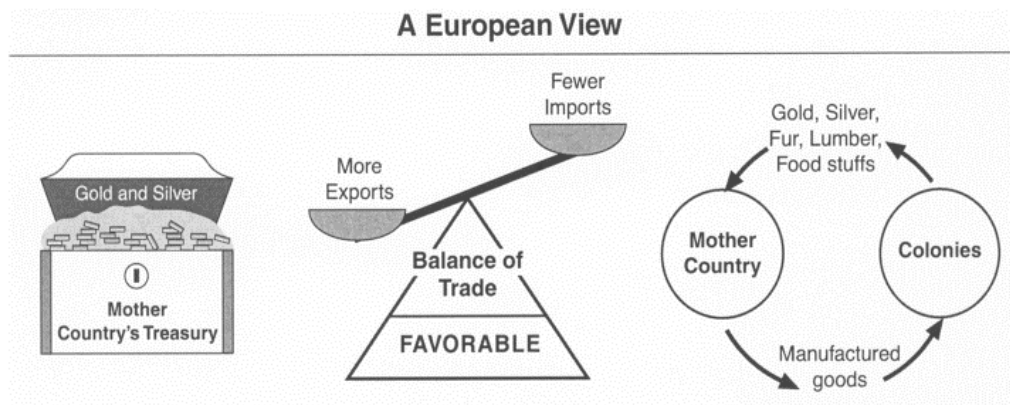 A European View
Gold and Silver
Mother
Country's Treasury
More
Exports
Fewer
Imports
Balance of
Trade
FAVORABLE
Gold, Silver,
Fur, Lumber,
Food stuffs
Mother
Country
Colonies
Manufactured
goods